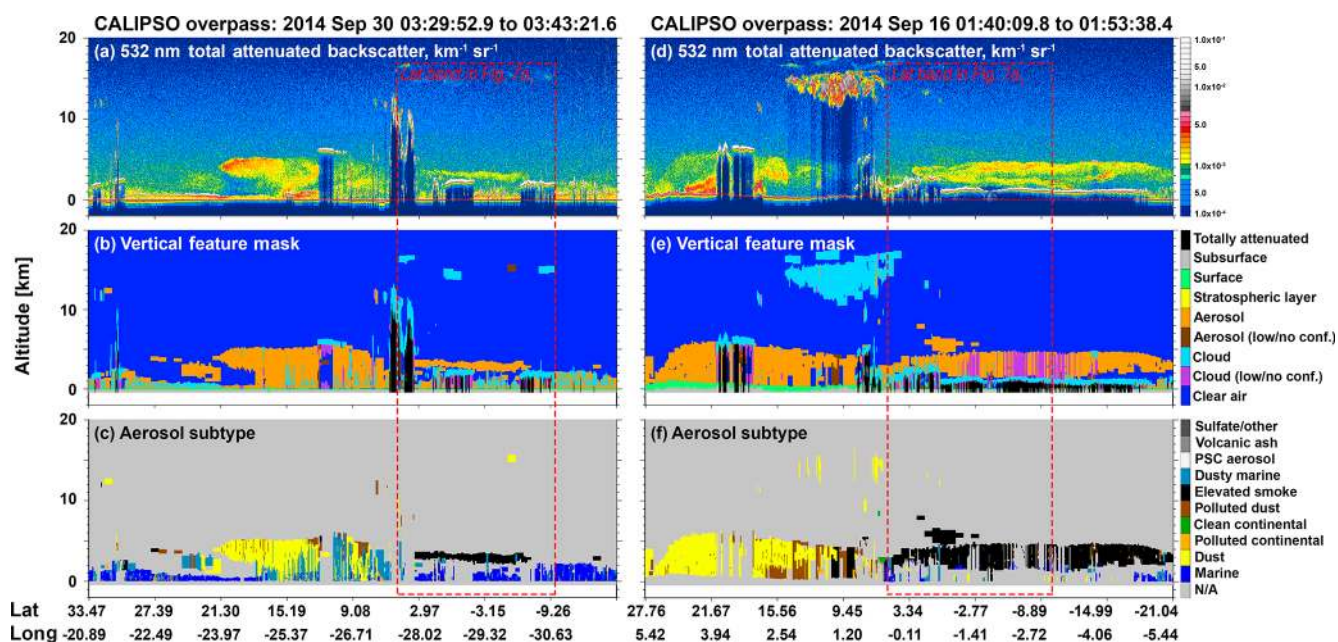 CALIPSO overpass: 2014 Sep 30 03:29:52.9 to 03:43:21.6
CALIPSO overpass: 2014 Sep 16 01:40:09.8 to 01:53:38.4
20
(a) 532 nm total attenuated backscatter, km⁻¹ sr⁻¹
Lat band in Fig. 7a,
10
0
(d) 532 nm total attenuated backscatter, km⁻¹ sr⁻¹
Lat band in Fig. 7a,
1.0x10⁻¹
5.0
1.0x10⁻²
5.0
1.0x10⁻³
5.0
1.0x10⁻⁴
Altitude [km]
20
(b) Vertical feature mask
10
0
(e) Vertical feature mask
Totally attenuated
Subsurface
Surface
Stratospheric layer
Aerosol
Aerosol (low/no conf.)
Cloud
Cloud (low/no conf.)
Clear air
20
(c) Aerosol subtype
10
0
(f) Aerosol subtype
Sulfate/other
Volcanic ash
PSC aerosol
Dusty marine
Elevated smoke
Polluted dust
Clean continental
Polluted continental
Dust
Marine
N/A
Lat 33.47 27.39 21.30 15.19 9.08 2.97 -3.15 -9.26 27.76 21.67 15.56 9.45 3.34 -2.77 -8.89 -14.99 -21.04
Long -20.89 -22.49 -23.97 -25.37 -26.71 -28.02 -29.32 -30.63 5.42 3.94 2.54 1.20 -0.11 -1.41 -2.72 -4.06 -5.44